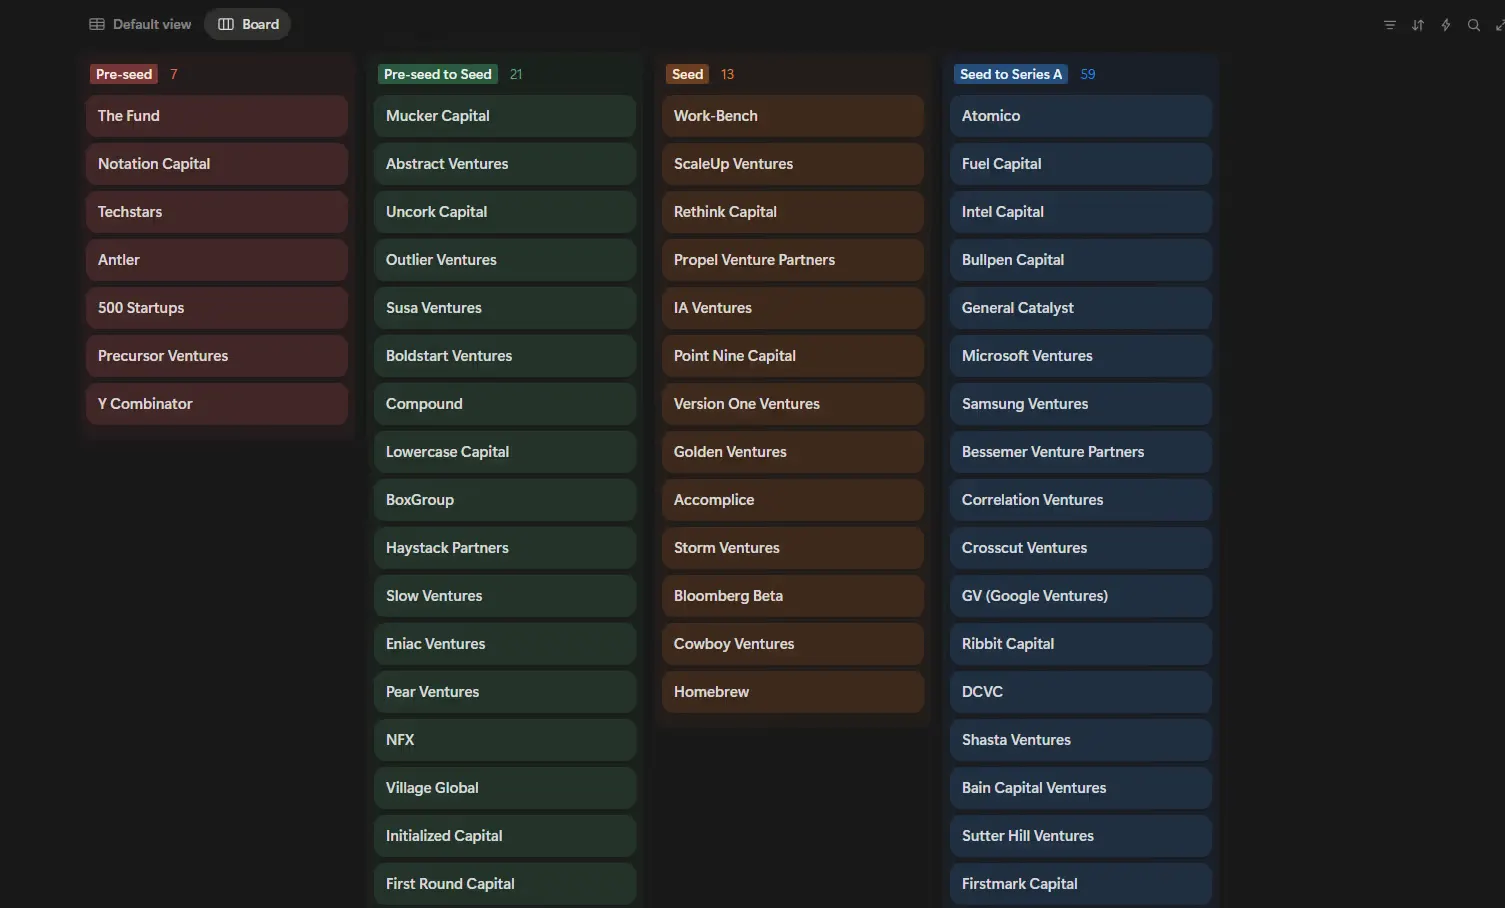 Default view
Board
Pre-seed 7
The Fund
Notation Capital
Techstars
Antler
500 Startups
Precursor Ventures
Y Combinator
Pre-seed to Seed 21
Mucker Capital
Abstract Ventures
Uncork Capital
Outlier Ventures
Susa Ventures
Boldstart Ventures
Compound
Lowercase Capital
BoxGroup
Haystack Partners
Slow Ventures
Eniac Ventures
Pear Ventures
NFX
Village Global
Initialized Capital
First Round Capital
Seed 13
Work-Bench
ScaleUp Ventures
Rethink Capital
Propel Venture Partners
IA Ventures
Point Nine Capital
Version One Ventures
Golden Ventures
Accomplice
Storm Ventures
Bloomberg Beta
Cowboy Ventures
Homebrew
Seed to Series A 59
Atomico
Fuel Capital
Intel Capital
Bullpen Capital
General Catalyst
Microsoft Ventures
Samsung Ventures
Bessemer Venture Partners
Correlation Ventures
Crosscut Ventures
GV (Google Ventures)
Ribbit Capital
DCVC
Shasta Ventures
Bain Capital Ventures
Sutter Hill Ventures
Firstmark Capital